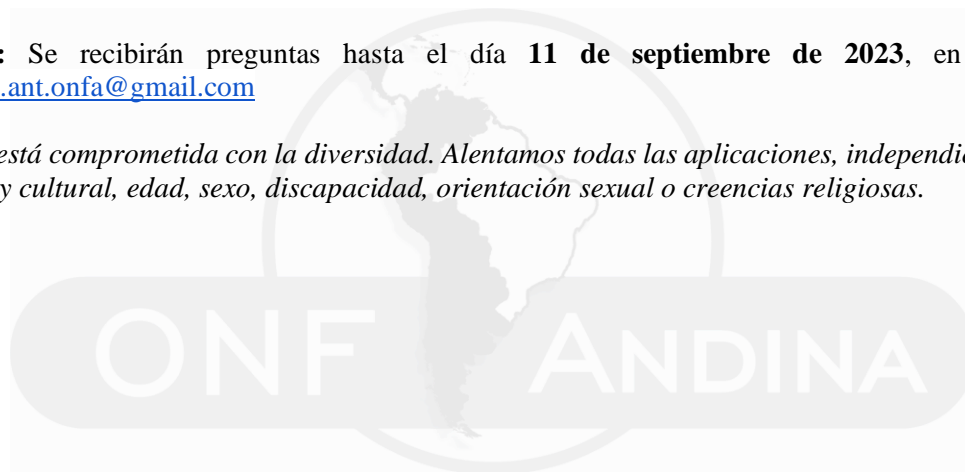 : Se recibirán preguntas hasta el día 11 de septiembre de 2023, en
.ant.onfa@gmail.com
está comprometida con la diversidad. Alentamos todas las aplicaciones,
y cultural, edad, sexo, discapacidad, orientación sexual o creencias religiosas.
ONF ANDINA